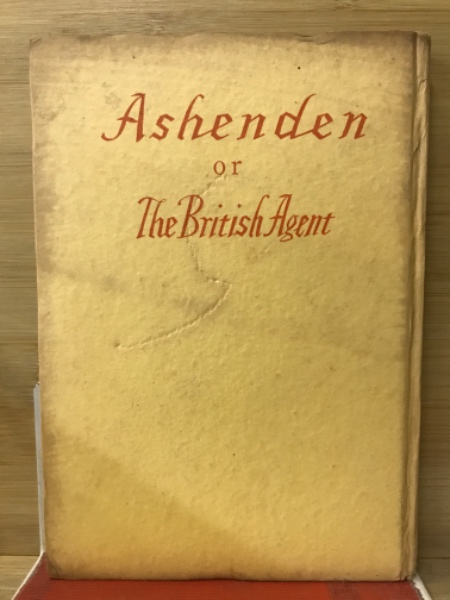 Ashenden
or
The British Agent